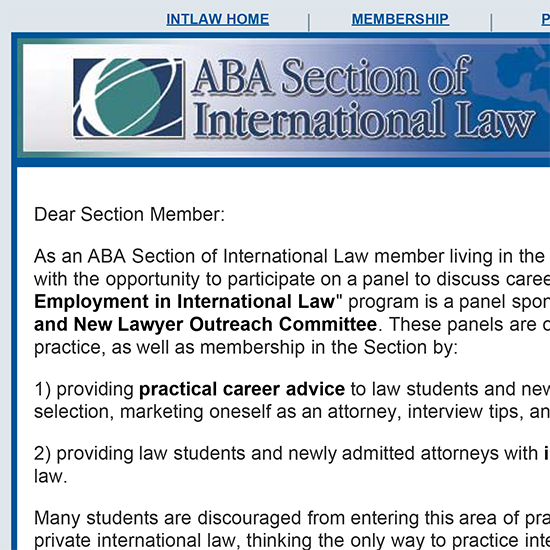 INTLAW HOME | MEMBERSHIP | P
ABA Section of
International Law
Dear Section Member:
As an ABA Section of International Law member living in the
with the opportunity to participate on a panel to discuss caree
Employment in International Law" program is a panel spon
and New Lawyer Outreach Committee. These panels are o
practice, as well as membership in the Section by:
1) providing practical career advice to law students and new
selection, marketing oneself as an attorney, interview tips, an
2) providing law students and newly admitted attorneys with i
law.
Many students are discouraged from entering this area of pra
private international law, thinking the only way to practice inte